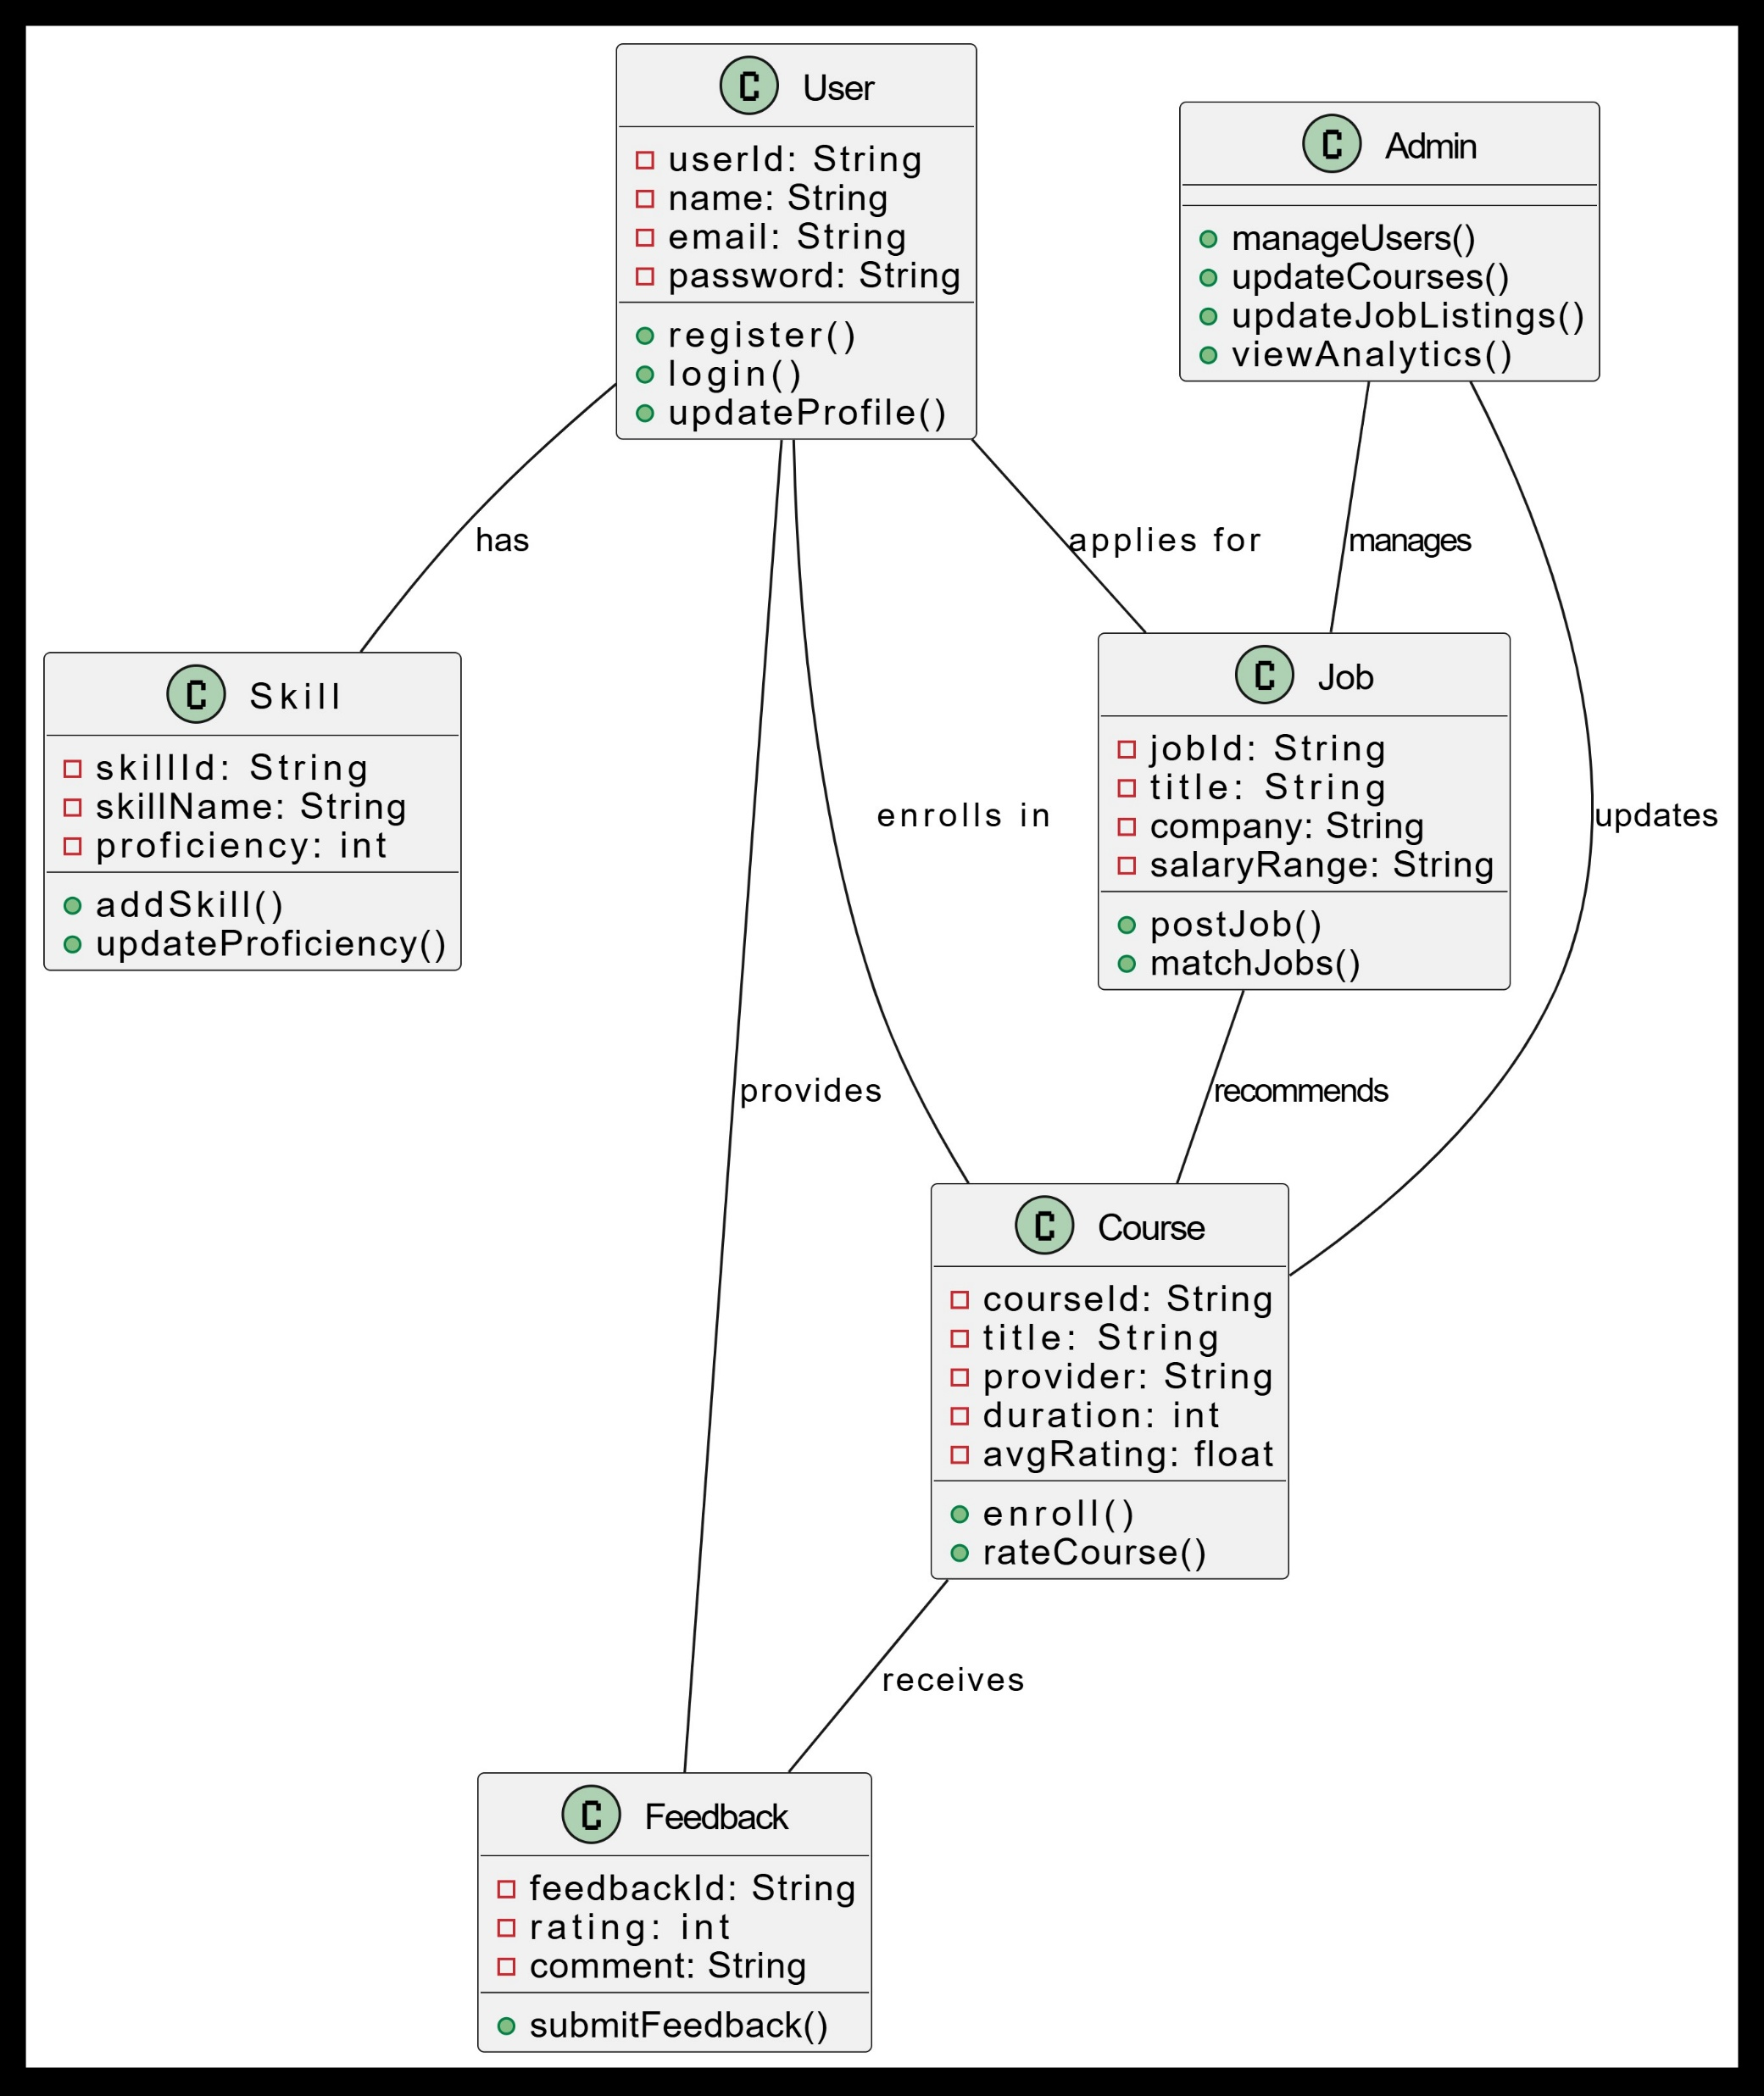 C User
userId: String
name: String
email: String
password: String
register()
login()
updateProfile()
C Admin
manageUsers()
updateCourses()
updateJobListings()
viewAnalytics()
has
applies for
manages
C Skill
skillId: String
skillName: String
proficiency: int
addSkill()
updateProficiency()
C Job
jobId: String
title: String
company: String
salaryRange: String
postJob()
matchJobs()
enrolls in
updates
provides
recommends
C Course
courseId: String
title: String
provider: String
duration: int
avgRating: float
enroll()
rateCourse()
receives
C Feedback
feedbackId: String
rating: int
comment: String
submitFeedback()